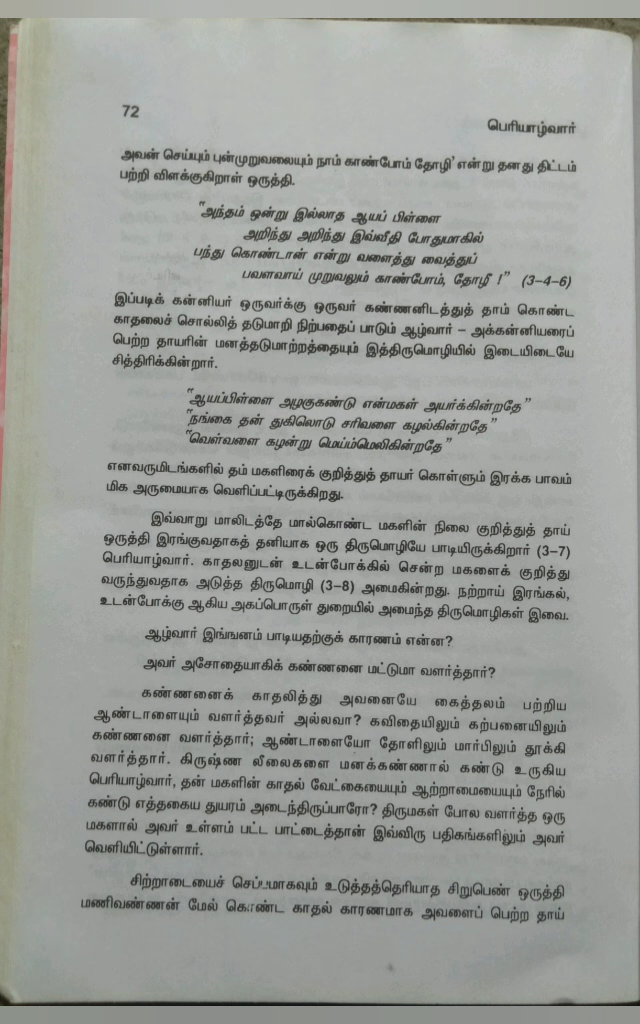 72
பெரியாழ்வார்
அவன் செய்யும் புன்முறுவலையும் நாம் காண்போம் தோழி' என்று தனது திட்டம்
பற்றி விளக்குகிறாள் ஒருத்தி.
"அந்தம் ஒன்று இல்லாத ஆயப் பிள்ளை
அறிந்து அறிந்து இவ்வீதி போதுமாகில்
பந்து கொண்டான் என்று வளைத்து வைத்துப்
பவளவாய் முறுவலும் காண்போம், தோழீ !" (3-4-6)
இப்படிக் கன்னியர் ஒருவர்க்கு ஒருவர் கண்ணனிடத்துத் தாம் கொண்ட
காதலைச் சொல்லித் தடுமாறி நிற்பதைப் பாடும் ஆழ்வார் – அக்கன்னியரைப்
பெற்ற தாயரின் மனத்தடுமாற்றத்தையும் இத்திருமொழியில் இடையிடையே
சித்திரிக்கின்றார்.
"ஆயப்பிள்ளை அழகுகண்டு என்மகள் அயர்க்கின்றதே"
"நங்கை தன் துகிலொடு சரிவளை கழல்கின்றதே"
"வெள்வளை கழன்று மெய்ம்மெலிகின்றதே"
எனவருமிடங்களில் தம் மகளிரைக் குறித்துத் தாயர் கொள்ளும் இரக்க பாவம்
மிக அருமையாக வெளிப்பட்டிருக்கிறது.
இவ்வாறு மாலிடத்தே மால்கொண்ட மகளின் நிலை குறித்துத் தாய்
ஒருத்தி இரங்குவதாகத் தனியாக ஒரு திருமொழியே பாடியிருக்கிறார் (3-7)
பெரியாழ்வார். காதலனுடன் உடன்போக்கில் சென்ற மகளைக் குறித்து
வருந்துவதாக அடுத்த திருமொழி (3-8) அமைகின்றது. நற்றாய் இரங்கல்,
உடன்போக்கு ஆகிய அகப்பொருள் துறையில் அமைந்த திருமொழிகள் இவை.
ஆழ்வார் இங்ஙனம் பாடியதற்குக் காரணம் என்ன?
அவர் அசோதையாகிக் கண்ணனை மட்டுமா வளர்த்தார்?
கண்ணனைக் காதலித்து அவனையே கைத்தலம் பற்றிய
ஆண்டாளையும் வளர்த்தவர் அல்லவா? கவிதையிலும் கற்பனையிலும்
கண்ணனை வளர்த்தார்; ஆண்டாளையோ தோளிலும் மார்பிலும் தூக்கி
வளர்த்தார். கிருஷ்ண லீலைகளை மனக்கண்ணால் கண்டு உருகிய
பெரியாழ்வார், தன் மகளின் காதல் வேட்கையையும் ஆற்றாமையையும் நேரில்
கண்டு எத்தகைய துயரம் அடைந்திருப்பாரோ? திருமகள் போல வளர்த்த ஒரு
மகளால் அவர் உள்ளம் பட்ட பாட்டைத்தான் இவ்விரு பதிகங்களிலும் அவர்
வெளியிட்டுள்ளார்.
சிற்றாடையைச் செப்பமாகவும் உடுத்தத்தெரியாத சிறுபெண் ஒருத்தி
மணிவண்ணன் மேல் கொண்ட காதல் காரணமாக அவளைப் பெற்ற தாய்